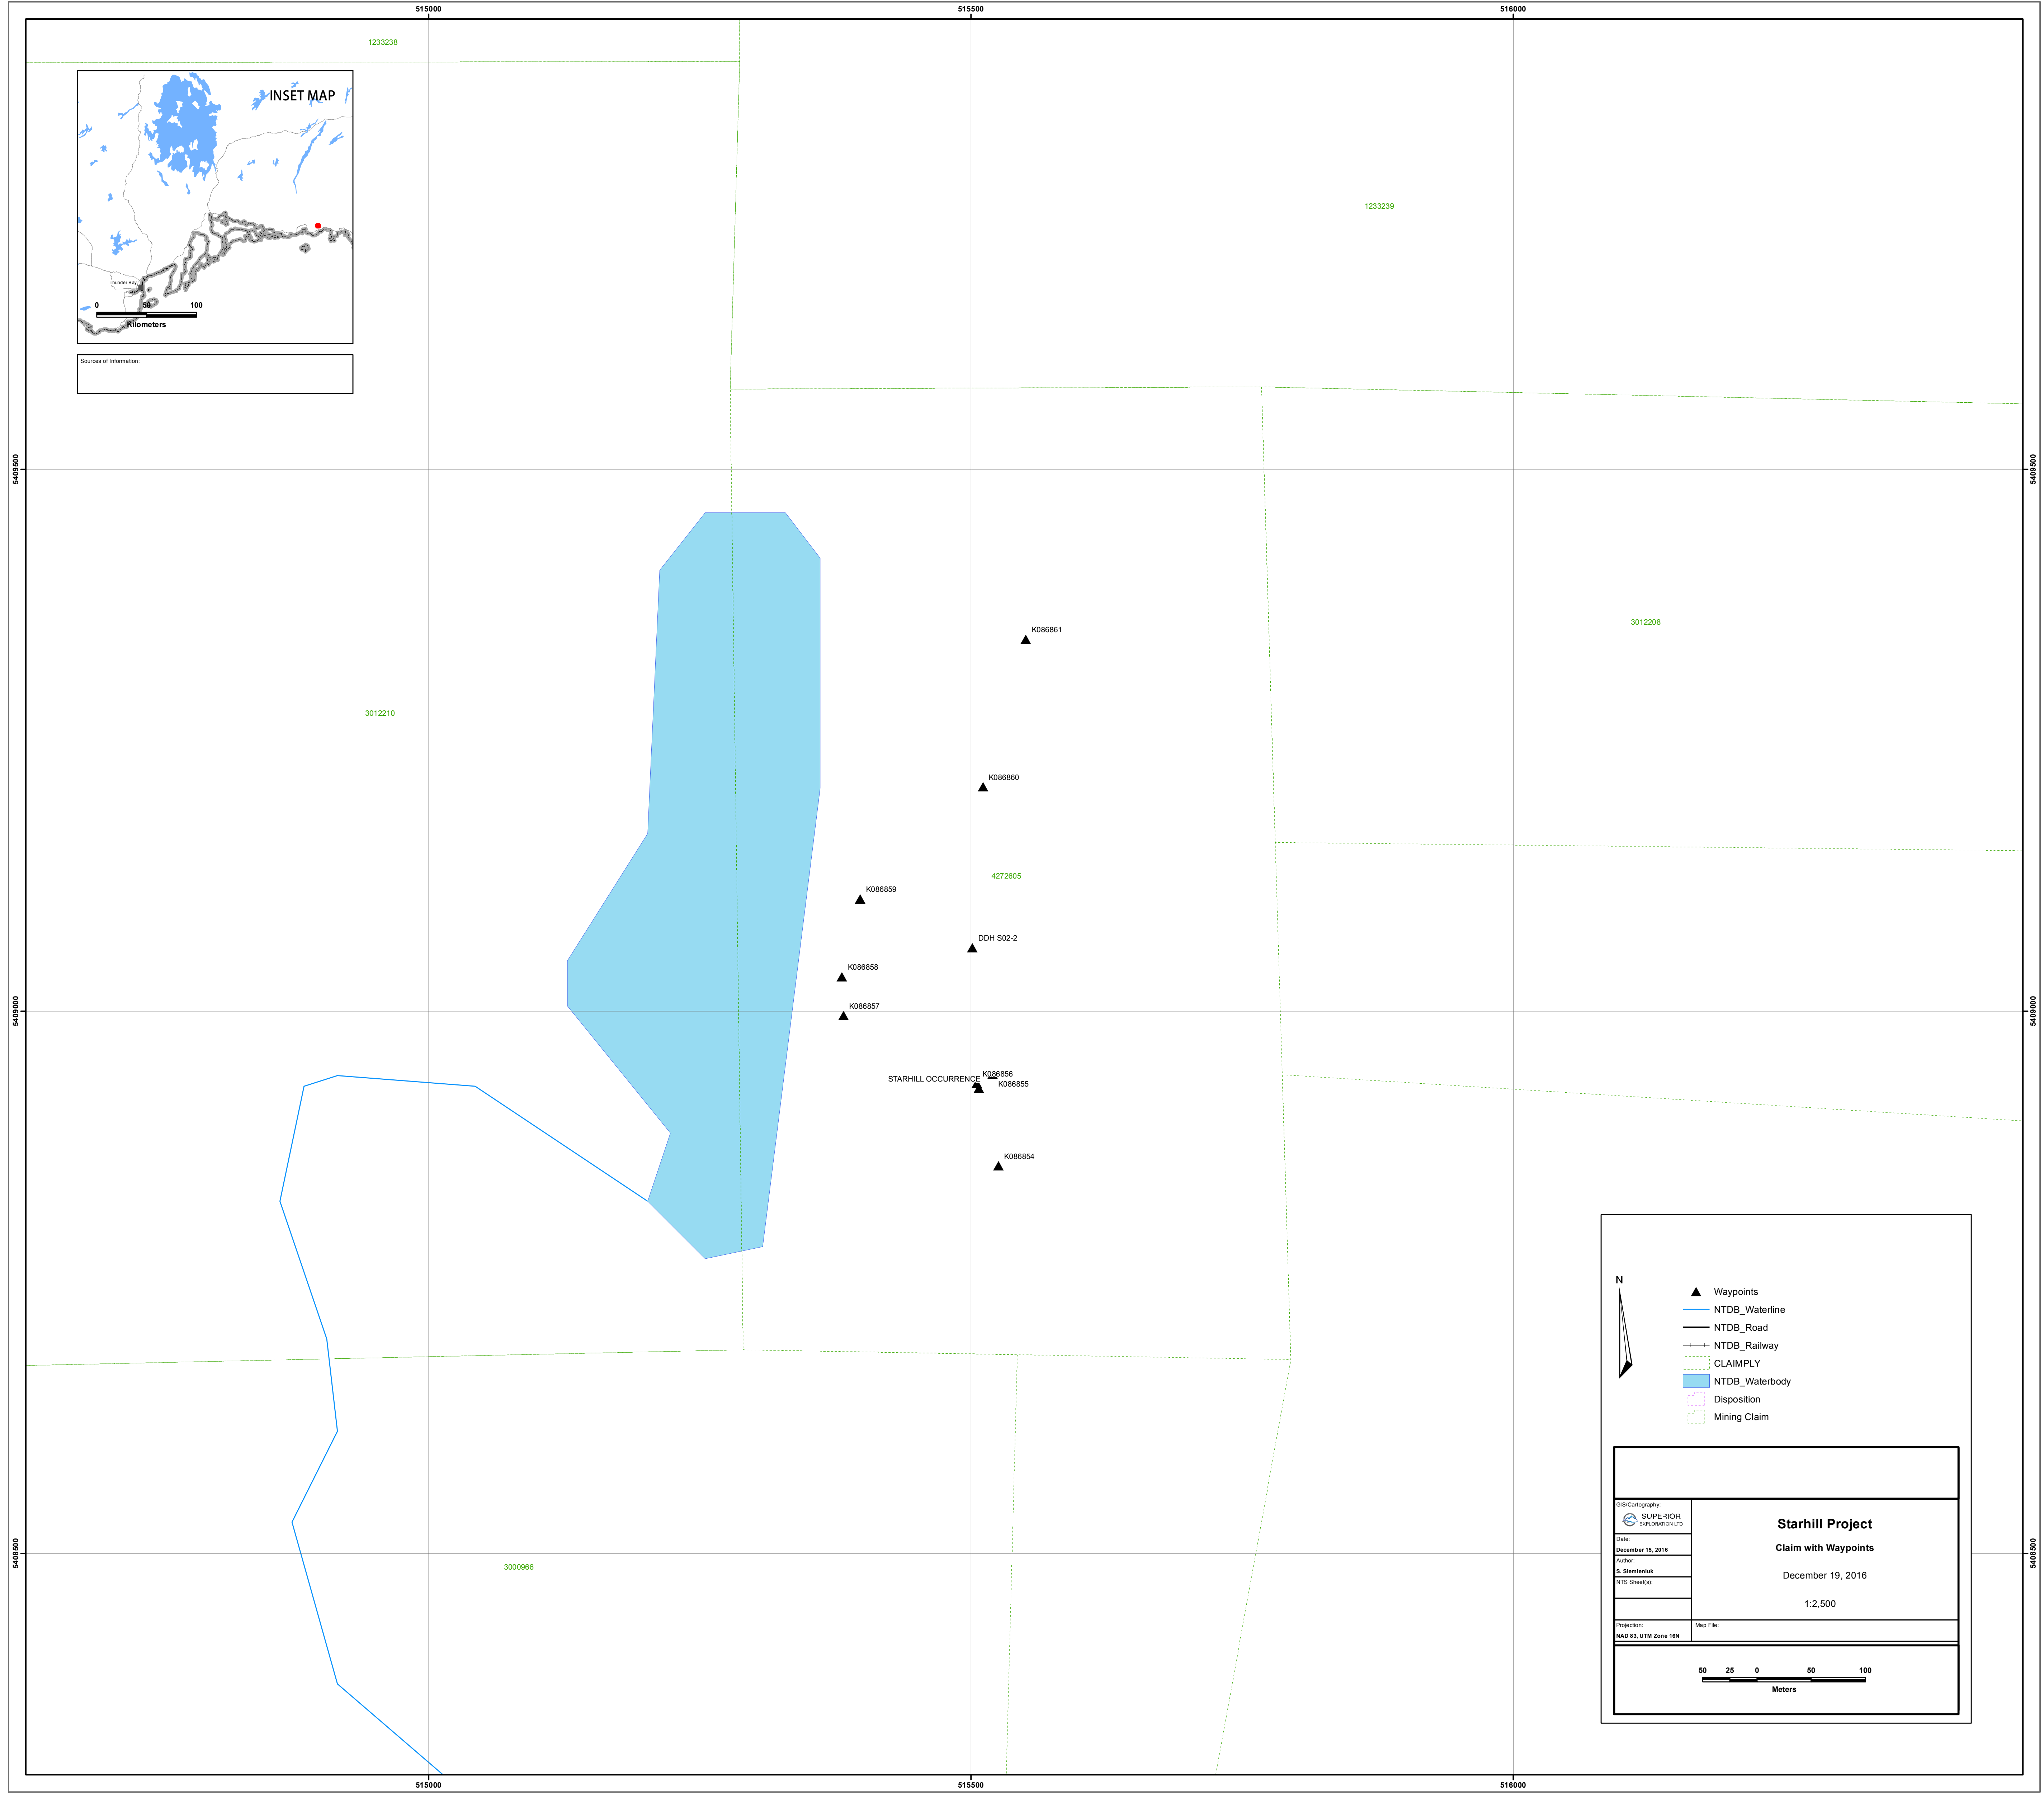 515000
515500
516000
1233238
INSET MAP
Thunder Bay
0 50 100
Kilometers
Sources of Information:
1233239
5409500
5409500
K086861
3012208
3012210
K086860
4272605
K086859
DDH S02-2
K086858
K086857
5409000
5409000
K086856
STARHILL OCCURRENCE
K086855
K086854
N
Waypoints
NTDB_Waterline
NTDB_Road
NTDB_Railway
CLAIMPLY
NTDB_Waterbody
Disposition
Mining Claim
GIS/Cartography:
SUPERIOR
EXPLORATION LTD
Date:
December 15, 2016
Author:
S. Siemieniuk
NTS Sheet(s):
Projection:
NAD 83, UTM Zone 16N
Starhill Project
Claim with Waypoints
December 19, 2016
1:2,500
Map File:
50 25 0 50 100
Meters
5408500
5408500
3000966
515000
515500
516000